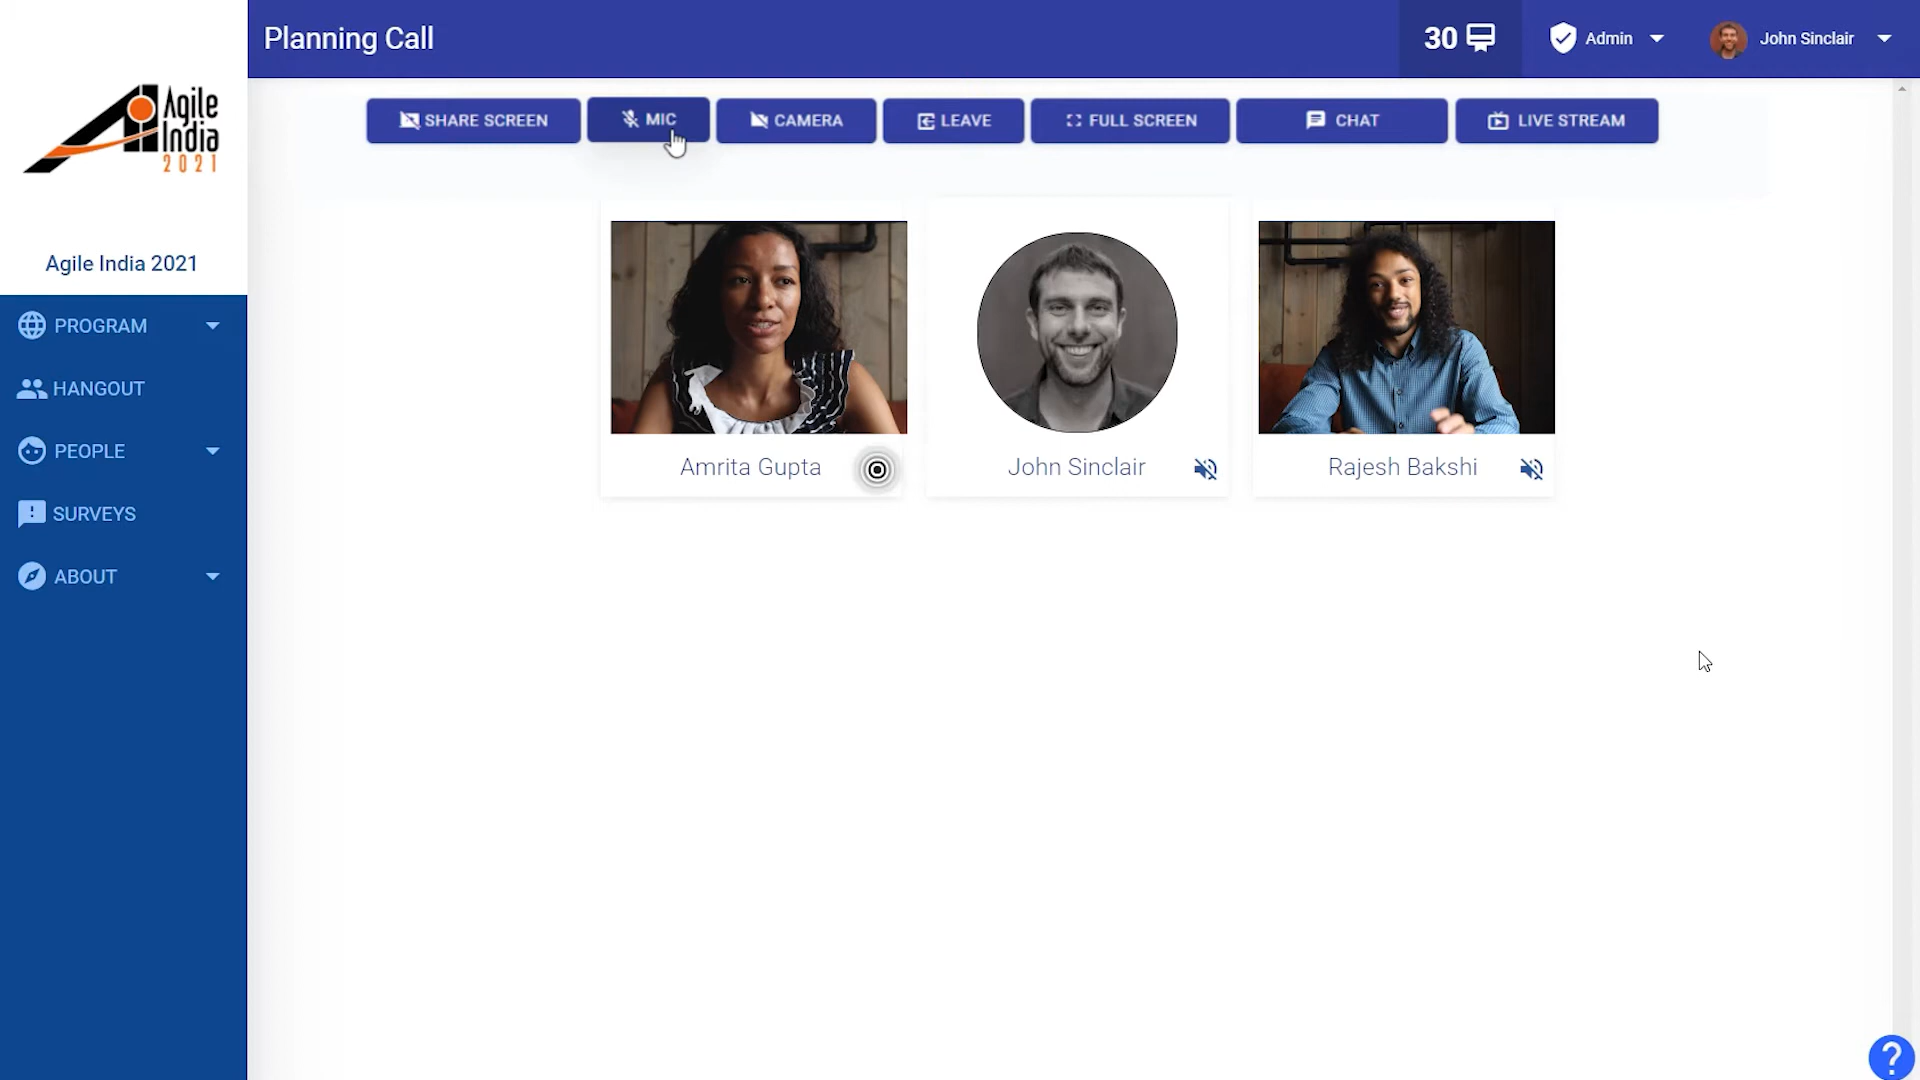 Planning Call
30
Admin
John Sinclair
Agile
India
2021
Agile India 2021
PROGRAM
HANGOUT
PEOPLE
SURVEYS
ABOUT
SHARE SCREEN
MIC
CAMERA
LEAVE
FULL SCREEN
CHAT
LIVE STREAM
Amrita Gupta
John Sinclair
Rajesh Bakshi
?